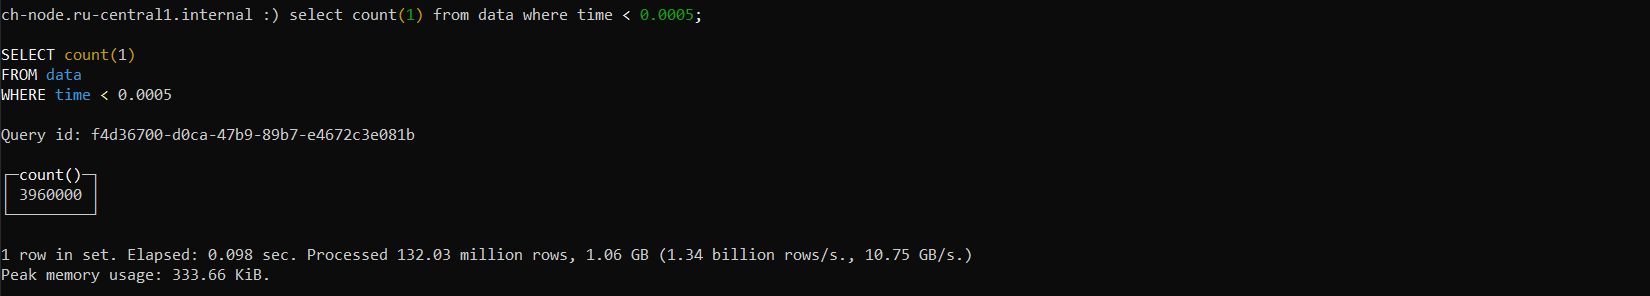 ch-node.ru-central1.internal :) select count(1) from data where time < 0.0005;
SELECT count(1)
FROM data
WHERE time < 0.0005
Query id: f4d36700-d0ca-47b9-89b7-e4672c3e081b
┌─count()─┐
│ 3960000 │
└─────────┘
1 row in set. Elapsed: 0.098 sec. Processed 132.03 million rows, 1.06 GB (1.34 billion rows/s., 10.75 GB/s.)
Peak memory usage: 333.66 KiB.